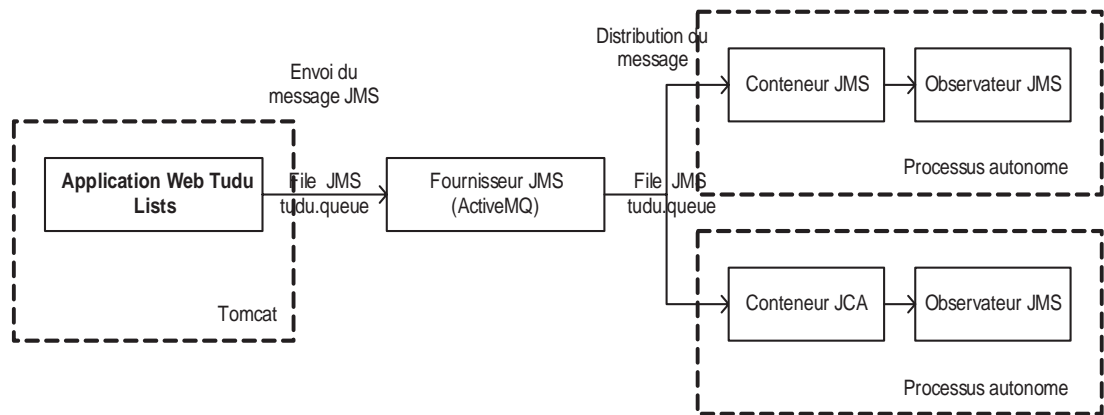 Envoi du
message JMS
Application Web Tudu
Lists
File JMS
tudu.queue
Tomcat
Fournisseur JMS
(ActiveMQ)
Distribution du
message
File JMS
tudu.queue
Conteneur JMS
Observateur JMS
Processus autonome
Conteneur JCA
Observateur JMS
Processus autonome